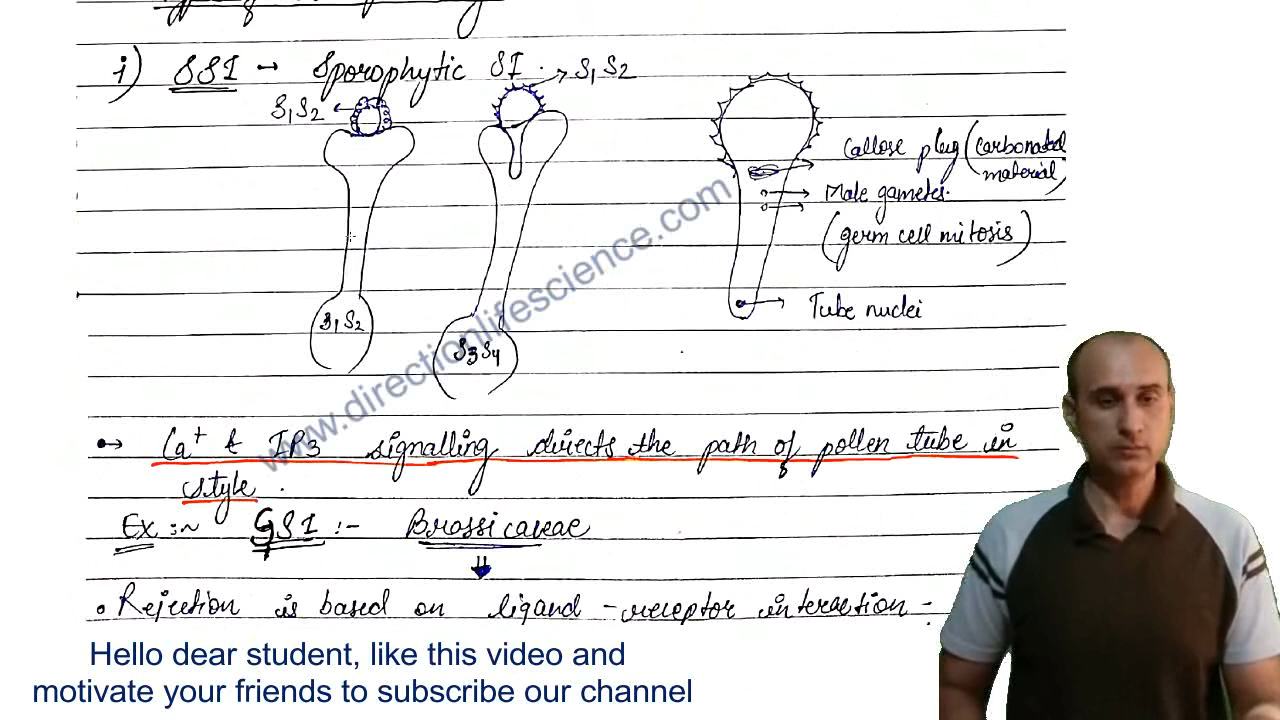 i) SSI → Sporophytic SI.
S1S2
S1S2
Callose plug (carbonated
material)
Male gametes.
(germ cell mitosis)
Tube nuclei
S1S2
S3S4
www.directionlifescience.com
Ca+ & IP3 signalling directs the path of pollen tube in
style.
Ex :~ GSI :- Brassicaceae
• Rejection is based on ligand - receptor interaction -
Hello dear student, like this video and
motivate your friends to subscribe our channel